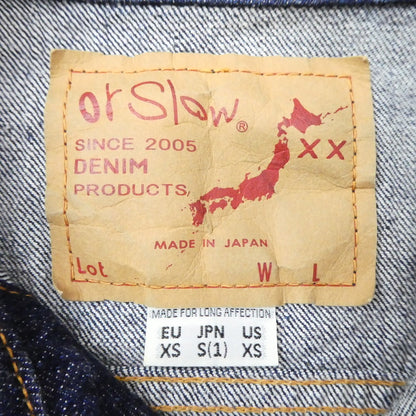 orSlow®
SINCE 2005
DENIM
PRODUCTS
XX
MADE IN JAPAN
Lot W L
MADE FOR LONG AFFECTION
EU JPN US
XS S(1) XS